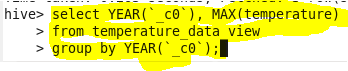 hive> select YEAR(`_c0`), MAX(temperature)
    > from temperature_data_view
    > group by YEAR(`_c0`);